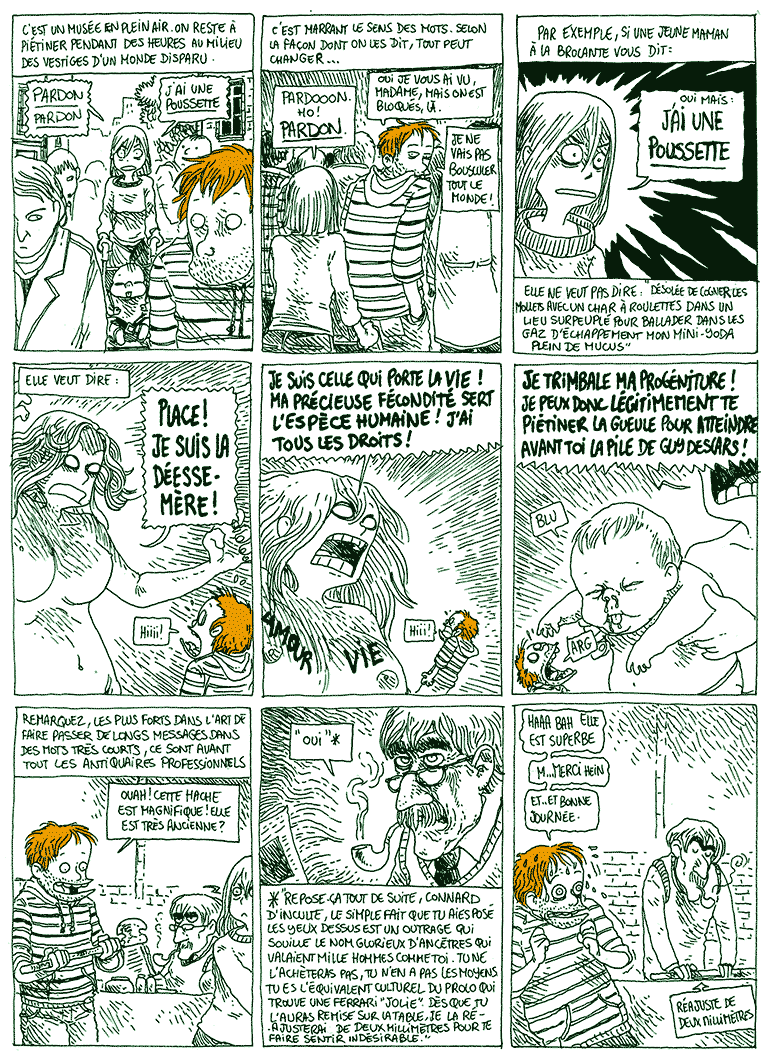 C'EST UN MUSÉE EN PLEIN AIR. ON RESTE À
PIÉTINER PENDANT DES HEURES AU MILIEU
DES VESTIGES D'UN MONDE DISPARU.
PARDON
PARDON
J'AI UNE
POUSSETTE
C'EST MARRANT LE SENS DES MOTS. SELON
LA FAÇON DONT ON LES DIT, TOUT PEUT
CHANGER...
PARDOOON.
HO!
PARDON
OUI JE VOUS AI VU,
MADAME, MAIS ON EST
BLOQUÉS, LÀ.
JE NE
VAIS PAS
BOUSCULER
TOUT LE
MONDE!
PAR EXEMPLE, SI UNE JEUNE MAMAN
À LA BROCANTE VOUS DIT:
OUI MAIS:
J'AI UNE
POUSSETTE
ELLE NE VEUT PAS DIRE: "DÉSOLÉE DE COGNER LES
MOLLETS AVEC UN CHAR À ROULETTES DANS UN
LIEU SURPEUPLÉ POUR BALLADER DANS LES
GAZ D'ÉCHAPPEMENT MON MINI-YODA
PLEIN DE MUCUS"
ELLE VEUT DIRE:
PLACE!
JE SUIS LA
DÉESSE-
MÈRE!
HIIII!
JE SUIS CELLE QUI PORTE LA VIE!
MA PRÉCIEUSE FÉCONDITÉ SERT
L'ESPÈCE HUMAINE! J'AI
TOUS LES DROITS!
AMOUR
VIE
HIII!
JE TRIMBALE MA PROGÉNITURE!
JE PEUX DONC LÉGITIMEMENT TE
PIÉTINER LA GUEULE POUR ATTEINDRE
AVANT TOI LA PILE DE GUY DESCARS!
BLU
ARG
REMARQUEZ, LES PLUS FORTS DANS L'ART DE
FAIRE PASSER DE LONGS MESSAGES DANS
DES MOTS TRÈS COURTS, CE SONT AVANT
TOUT LES ANTIQUAIRES PROFESSIONNELS
OUAH! CETTE HACHE
EST MAGNIFIQUE! ELLE
EST TRÈS ANCIENNE?
"OUI"*
*"REPOSE-ÇA TOUT DE SUITE, CONNARD
D'INCULTE, LE SIMPLE FAIT QUE TU AIES POSÉ
LES YEUX DESSUS EST UN OUTRAGE QUI
SOUILLE LE NOM GLORIEUX D'ANCÊTRES QUI
VALAIENT MILLE HOMMES COMME TOI. TU NE
L'ACHÈTERAS PAS, TU N'EN A PAS LES MOYENS
TU ES L'ÉQUIVALENT CULTUREL DU PROLO QUI
TROUVE UNE FERRARI "JOLIE". DÈS QUE TU
L'AURAS REMISE SUR LA TABLE, JE LA RÉ-
AJUSTERAI DE DEUX MILLIMÈTRES POUR TE
FAIRE SENTIR INDÉSIRABLE."
HAAA BAH ELLE
EST SUPERBE
M...MERCI HEIN
ET..ET BONNE
JOURNÉE.
RÉAJUSTE DE
DEUX MILLIMÈTRES